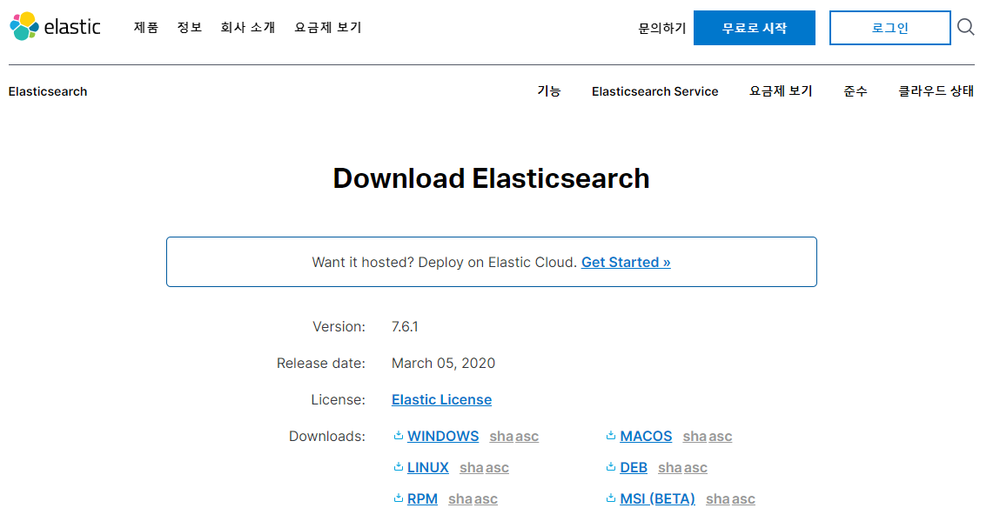 elastic 제품 정보 회사 소개 요금제 보기 문의하기 무료로 시작 로그인
Elasticsearch 기능 Elasticsearch Service 요금제 보기 준수 클라우드 상태
Download Elasticsearch
Want it hosted? Deploy on Elastic Cloud. Get Started »
Version: 7.6.1
Release date: March 05, 2020
License: Elastic License
Downloads: WINDOWS sha asc MACOS sha asc
LINUX sha asc DEB sha asc
RPM sha asc MSI (BETA) sha asc